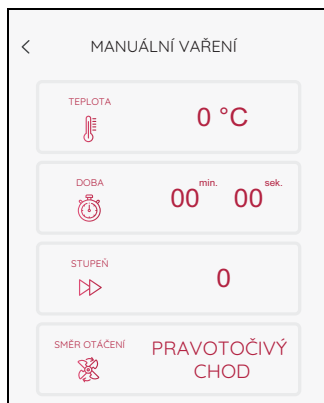 MANUÁLNÍ VAŘENÍ
TEPLOTA
0 °C
DOBA
00 min. 00 sek.
STUPEŇ
0
SMĚR OTÁČENÍ
PRAVOTOČIVÝ
CHOD